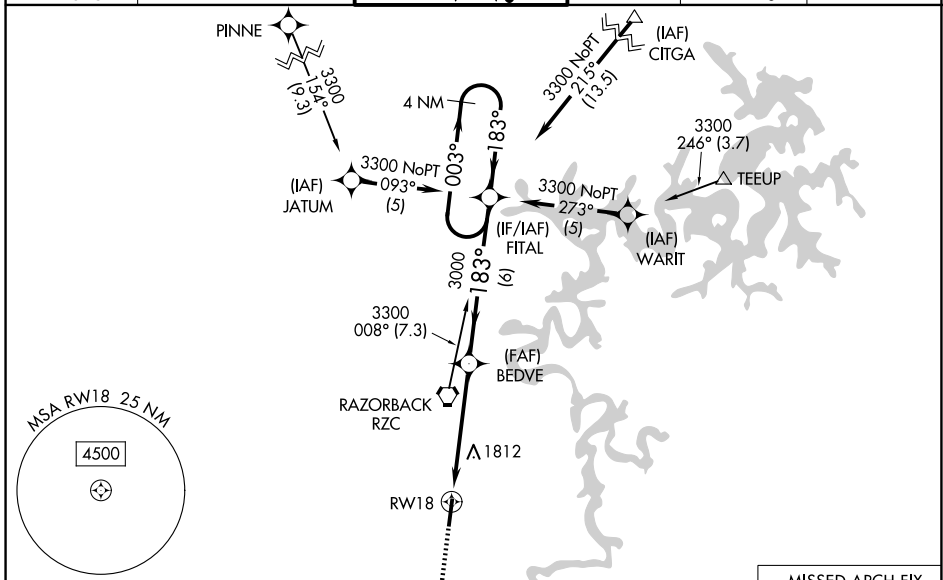 PINNE
3300
154°
(9.3)
(IAF)
CITGA
3300 NoPT
215°
(13.5)
4 NM
003°
183°
3300
246° (3.7)
TEEUP
(IAF)
JATUM
3300 NoPT
093°
(5)
3300 NoPT
273°
(5)
(IF/IAF)
FITAL
(IAF)
WARIT
3000
183°
(6)
3300
008° (7.3)
(FAF)
BEDVE
RAZORBACK
RZC
1812
MSA RW18 25 NM
4500
RW18
MISSED APCH FIX